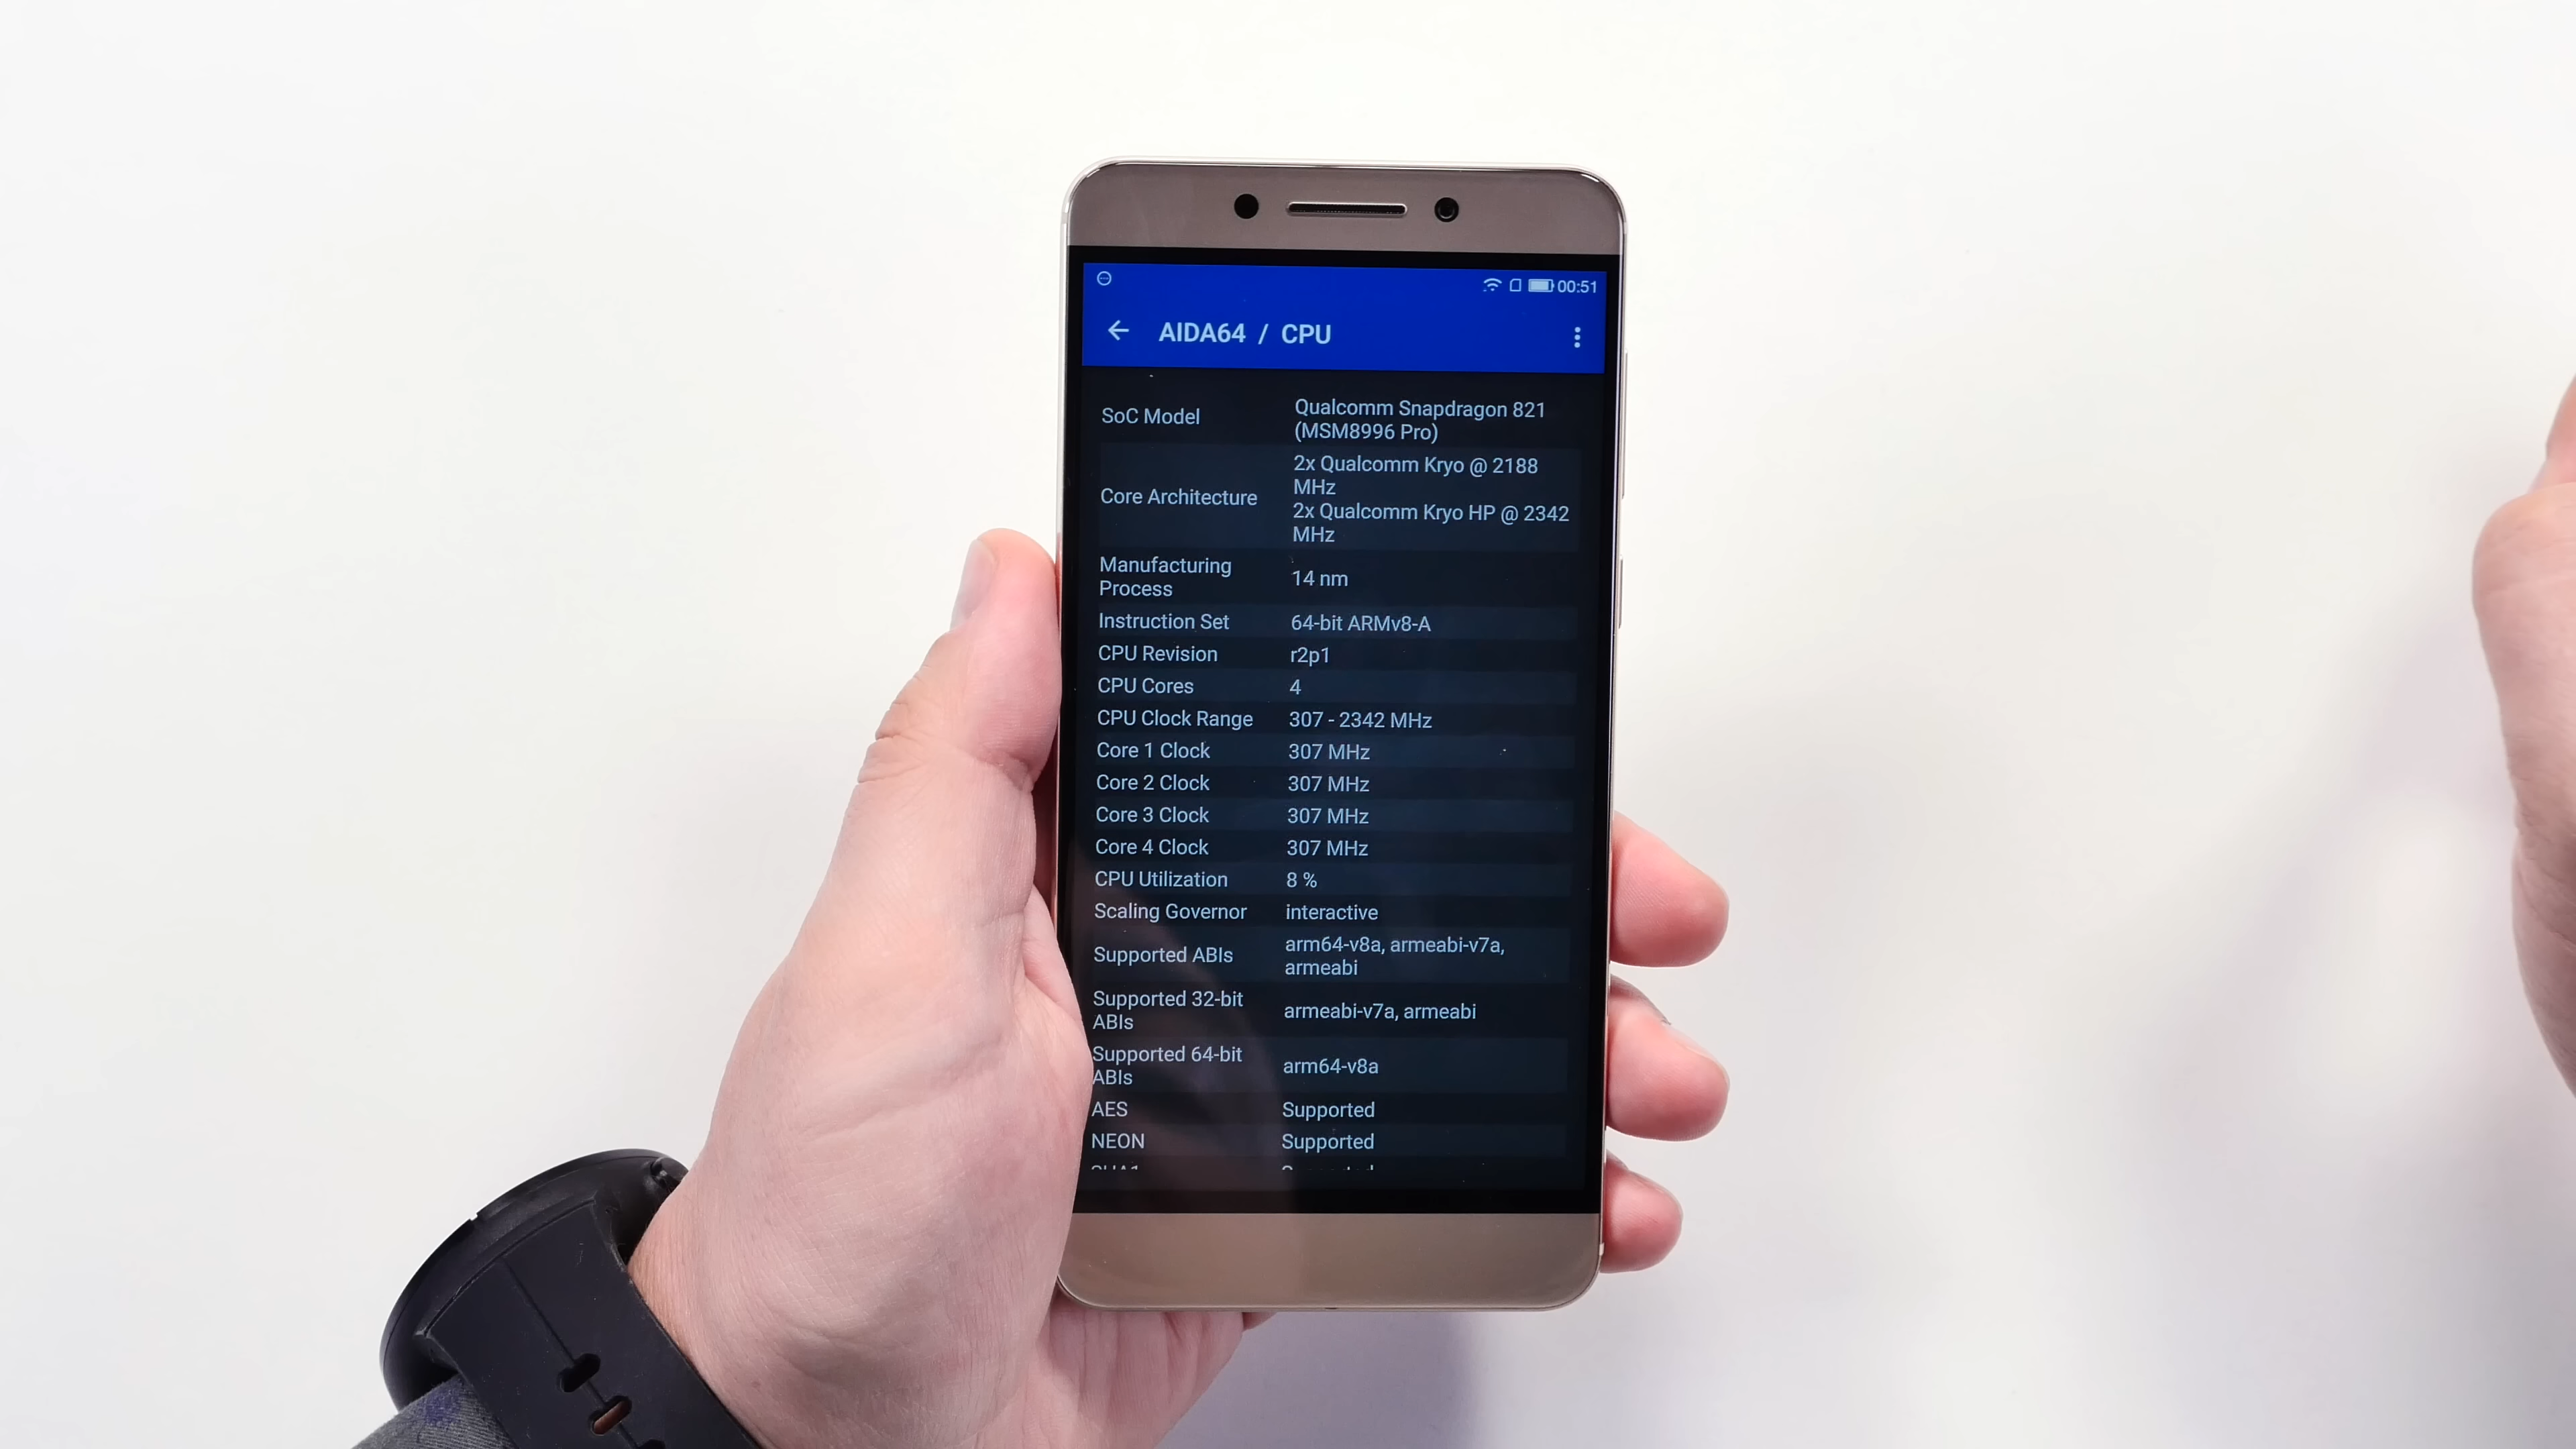 00:51
AIDA64 / CPU
SoC Model
Qualcomm Snapdragon 821
(MSM8996 Pro)
Core Architecture
2x Qualcomm Kryo @ 2188
MHz
2x Qualcomm Kryo HP @ 2342
MHz
Manufacturing
Process
14 nm
Instruction Set
64-bit ARMv8-A
CPU Revision
r2p1
CPU Cores
4
CPU Clock Range
307 - 2342 MHz
Core 1 Clock
307 MHz
Core 2 Clock
307 MHz
Core 3 Clock
307 MHz
Core 4 Clock
307 MHz
CPU Utilization
8 %
Scaling Governor
interactive
Supported ABIs
arm64-v8a, armeabi-v7a,
armeabi
Supported 32-bit
ABIs
armeabi-v7a, armeabi
Supported 64-bit
ABIs
arm64-v8a
AES
Supported
NEON
Supported